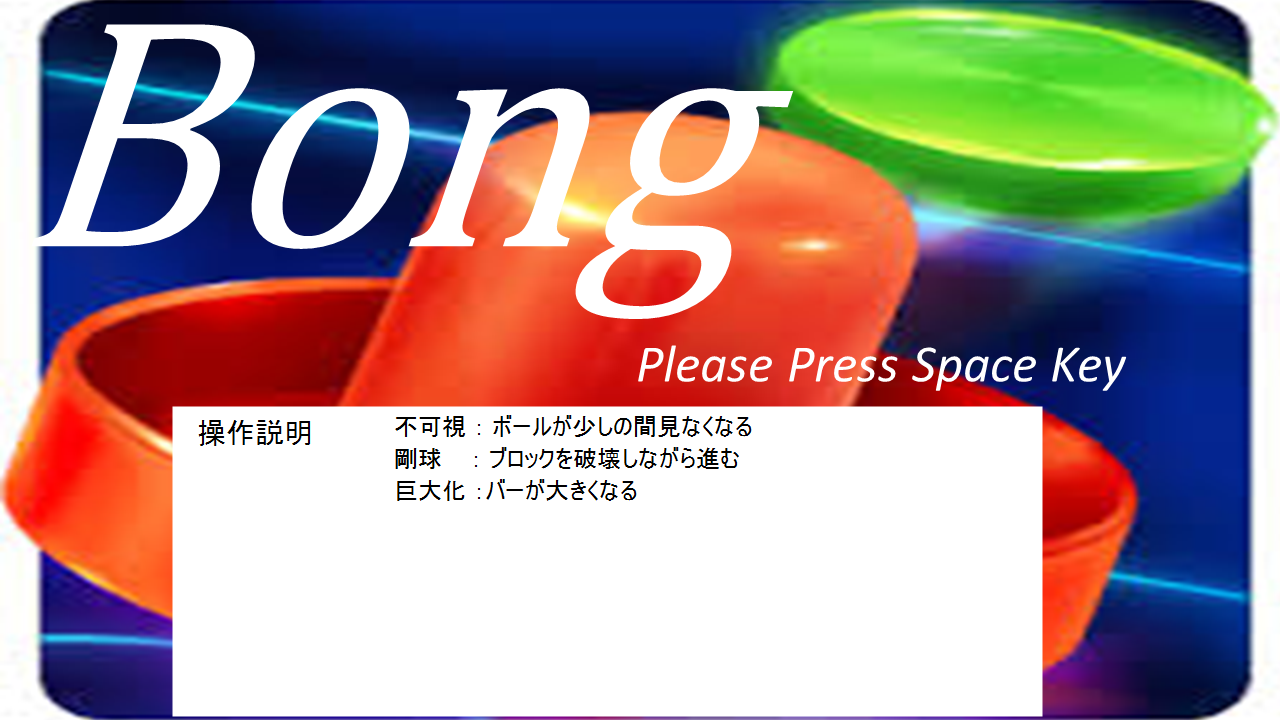 Bong
Please Press Space Key
操作説明
不可視 : ボールが少しの間見なくなる
剛球 : ブロックを破壊しながら進む
巨大化 : バーが大きくなる